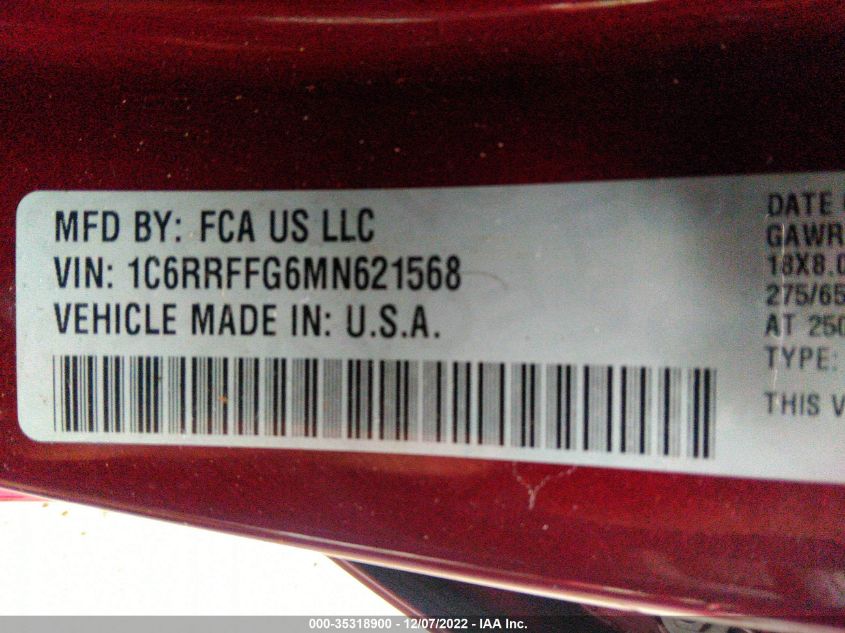 MFD BY: FCA US LLC
VIN: 1C6RRFFG6MN621568
VEHICLE MADE IN: U.S.A.
DATE
GAWR
18X8.0
275/65
AT 250
TYPE:
THIS V
000-35318900 - 12/07/2022 - IAA Inc.